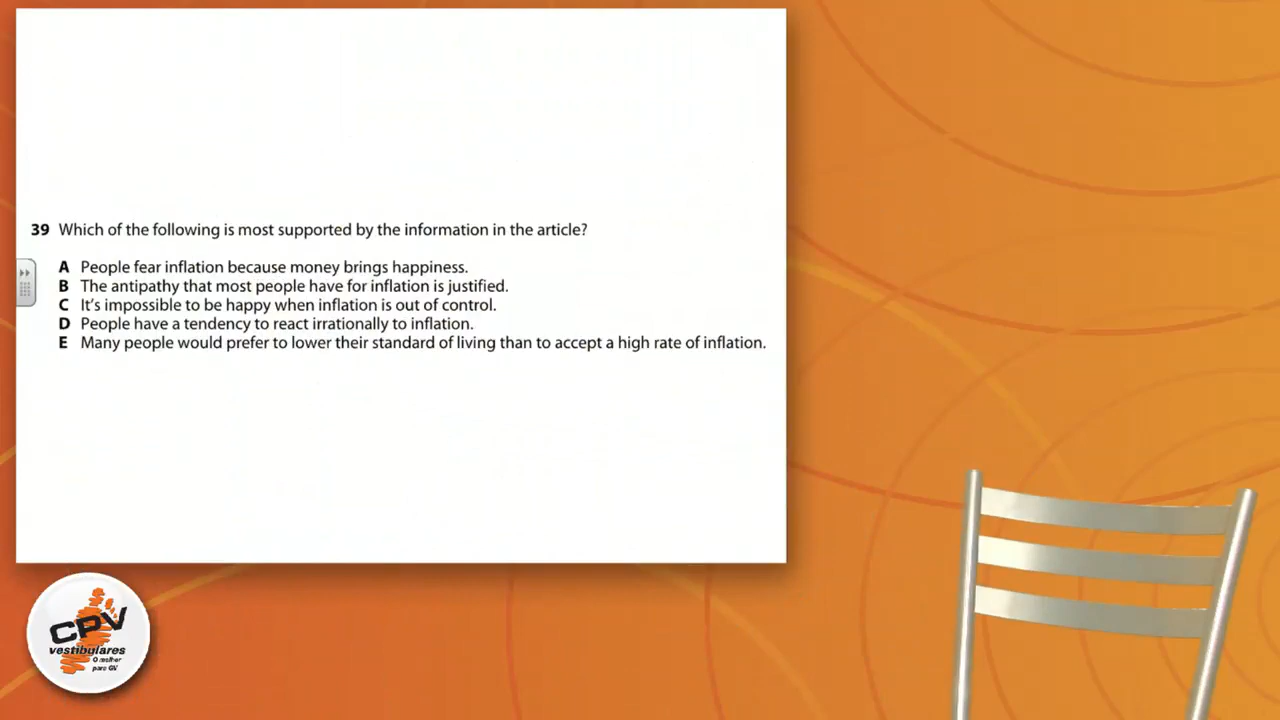 39 Which of the following is most supported by the information in the article?
A People fear inflation because money brings happiness.
B The antipathy that most people have for inflation is justified.
C It's impossible to be happy when inflation is out of control.
D People have a tendency to react irrationally to inflation.
E Many people would prefer to lower their standard of living than to accept a high rate of inflation.
CPV
vestibulares
O melhor
para GV